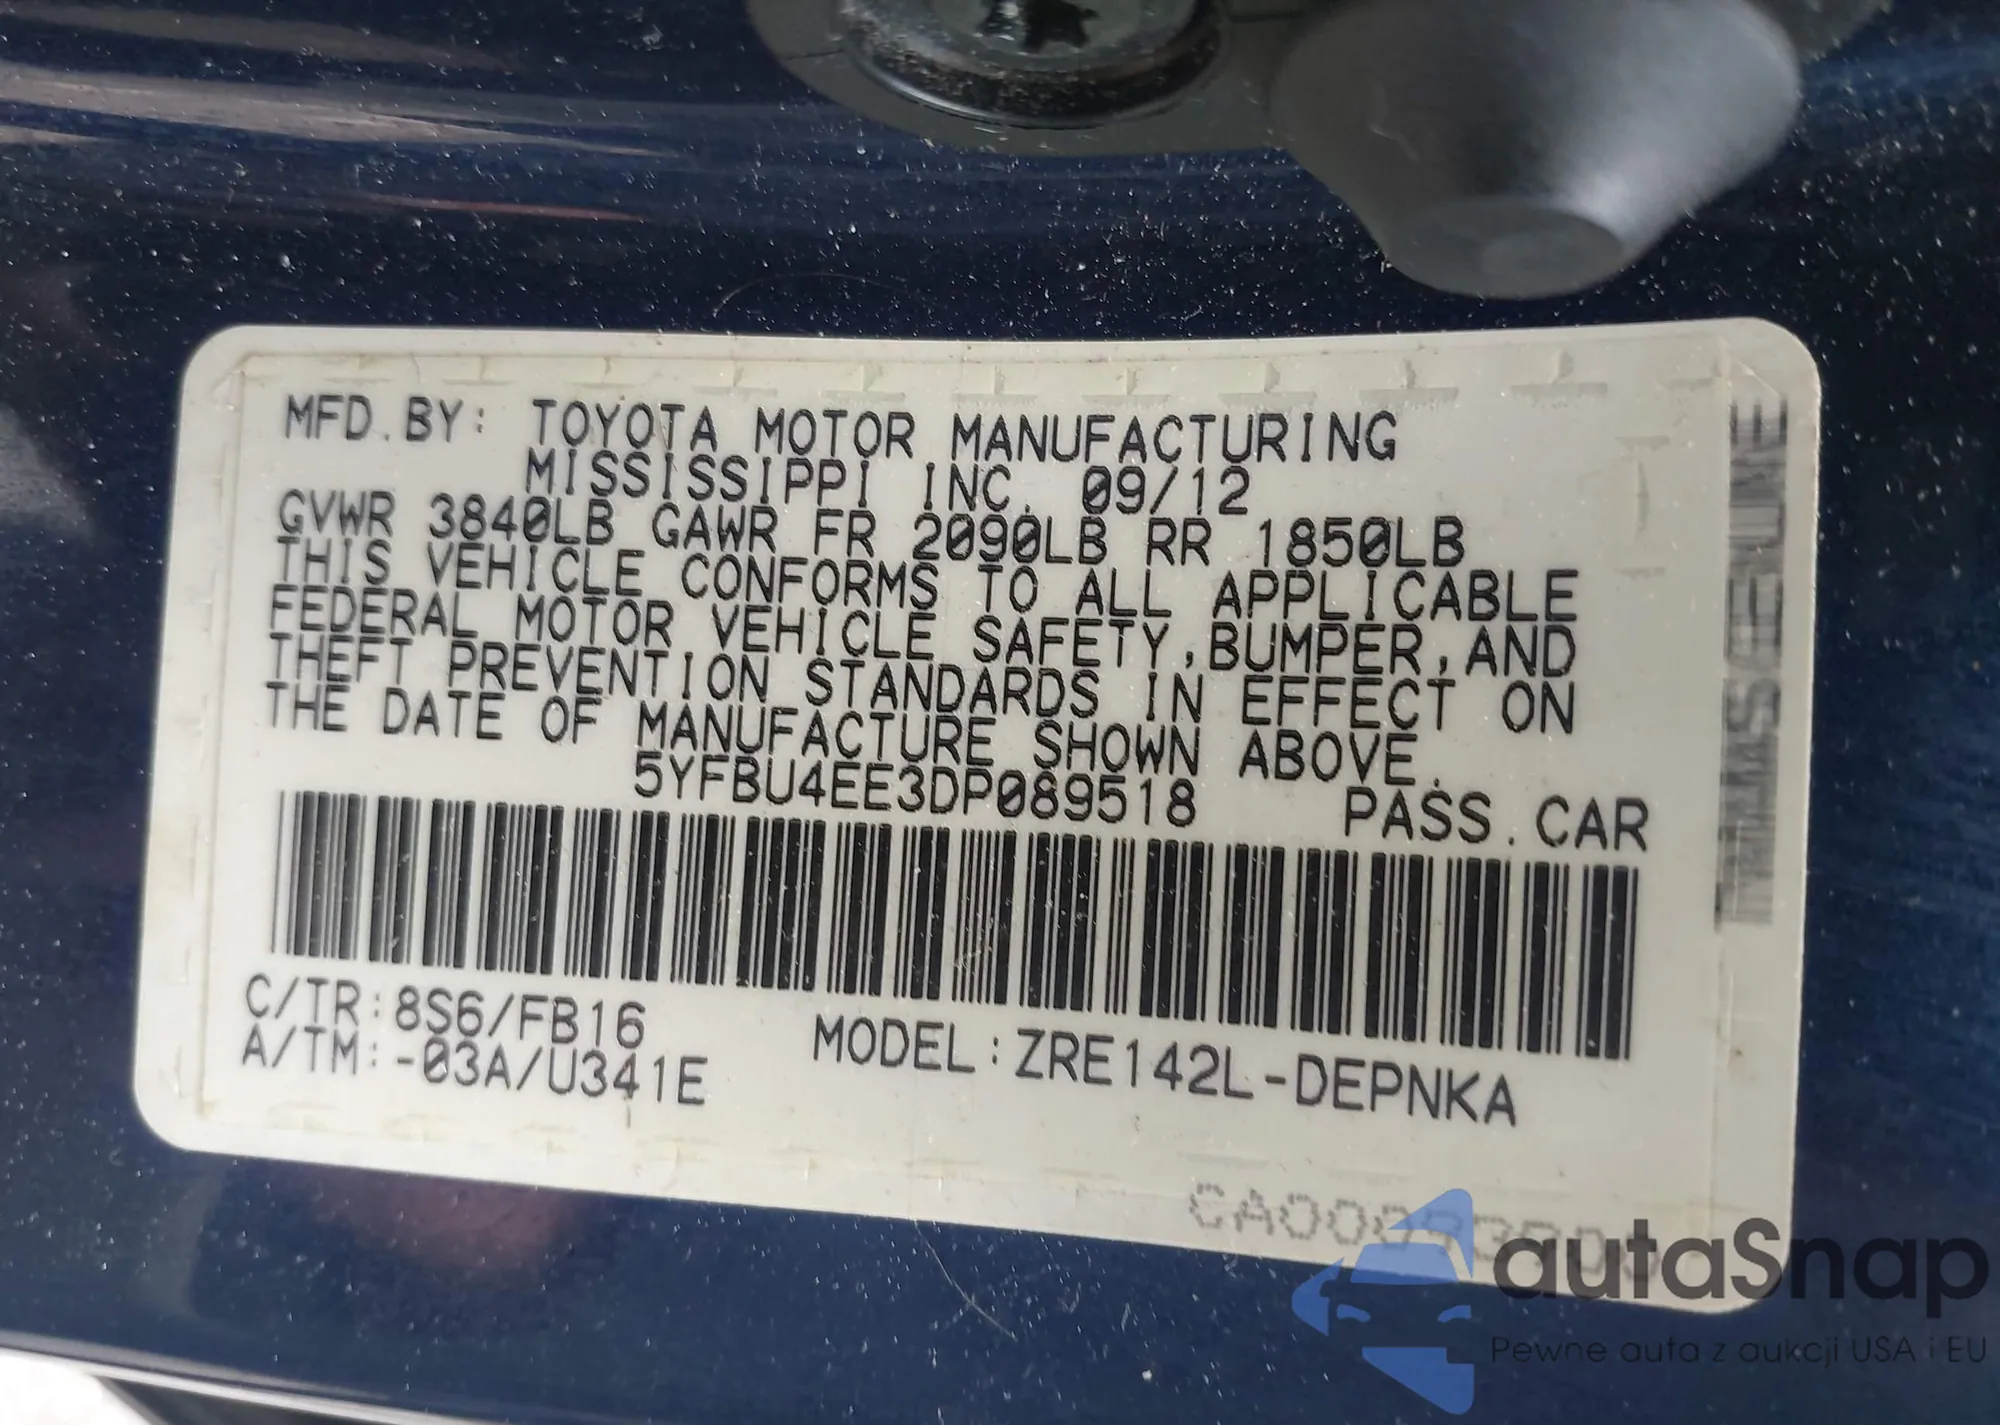 MFD.BY: TOYOTA MOTOR MANUFACTURING
MISSISSIPPI INC. 09/12
GVWR 3840LB GAWR FR 2090LB RR 1850LB
THIS VEHICLE CONFORMS TO ALL APPLICABLE
FEDERAL MOTOR VEHICLE SAFETY,BUMPER,AND
THEFT PREVENTION STANDARDS IN EFFECT ON
THE DATE OF MANUFACTURE SHOWN ABOVE.
5YFBU4EE3DP089518 PASS.CAR
C/TR:8S6/FB16
A/TM:-03A/U341E
MODEL:ZRE142L-DEPNKA
autaSnap
Pewne auta z aukcji USA i EU